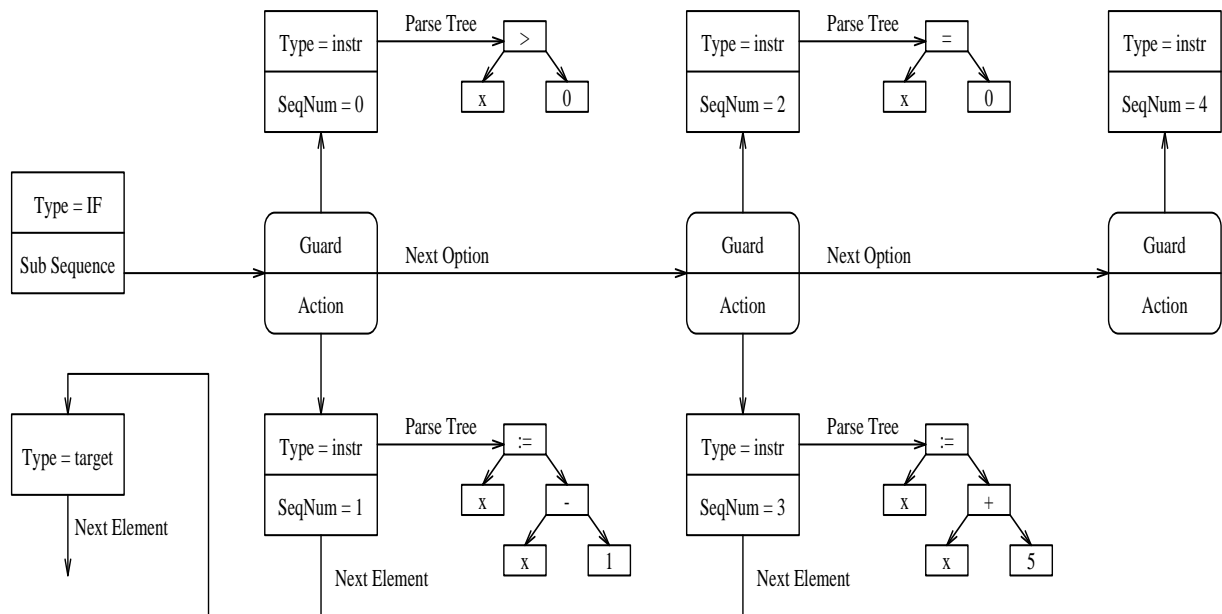 Type = instr
Parse Tree
>
Type = instr
Parse Tree
=
Type = instr
SeqNum = 0
x
0
SeqNum = 2
x
0
SeqNum = 4
Type = IF
Sub Sequence
Guard
Next Option
Guard
Next Option
Guard
Action
Action
Action
Type = target
Next Element
Type = instr
Parse Tree
:=
Type = instr
Parse Tree
:=
SeqNum = 1
x
-
SeqNum = 3
x
+
x
1
x
5
Next Element
Next Element